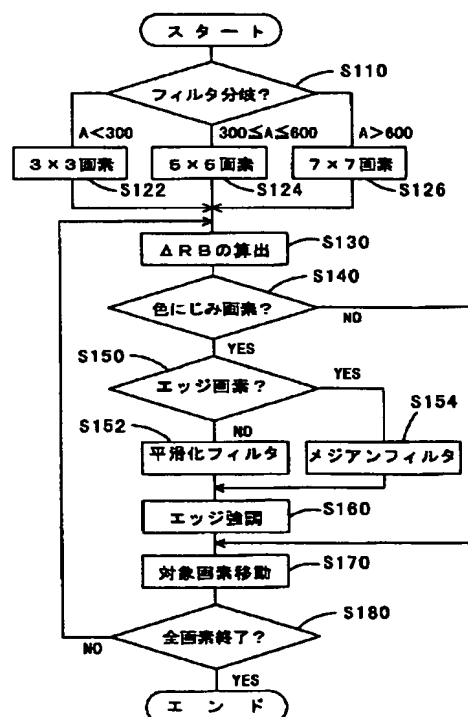 スタート
S110
フィルタ分岐?
A<300
300≦A≦600
A>600
3×3画素
5×5画素
7×7画素
S122
S124
S126
S130
ΔRBの算出
S140
色にじみ画素?
NO
YES
S150
エッジ画素?
YES
S154
S152
NO
平滑化フィルタ
メジアンフィルタ
エッジ強調
S160
対象画素移動
S170
S180
全画素終了?
NO
YES
エンド